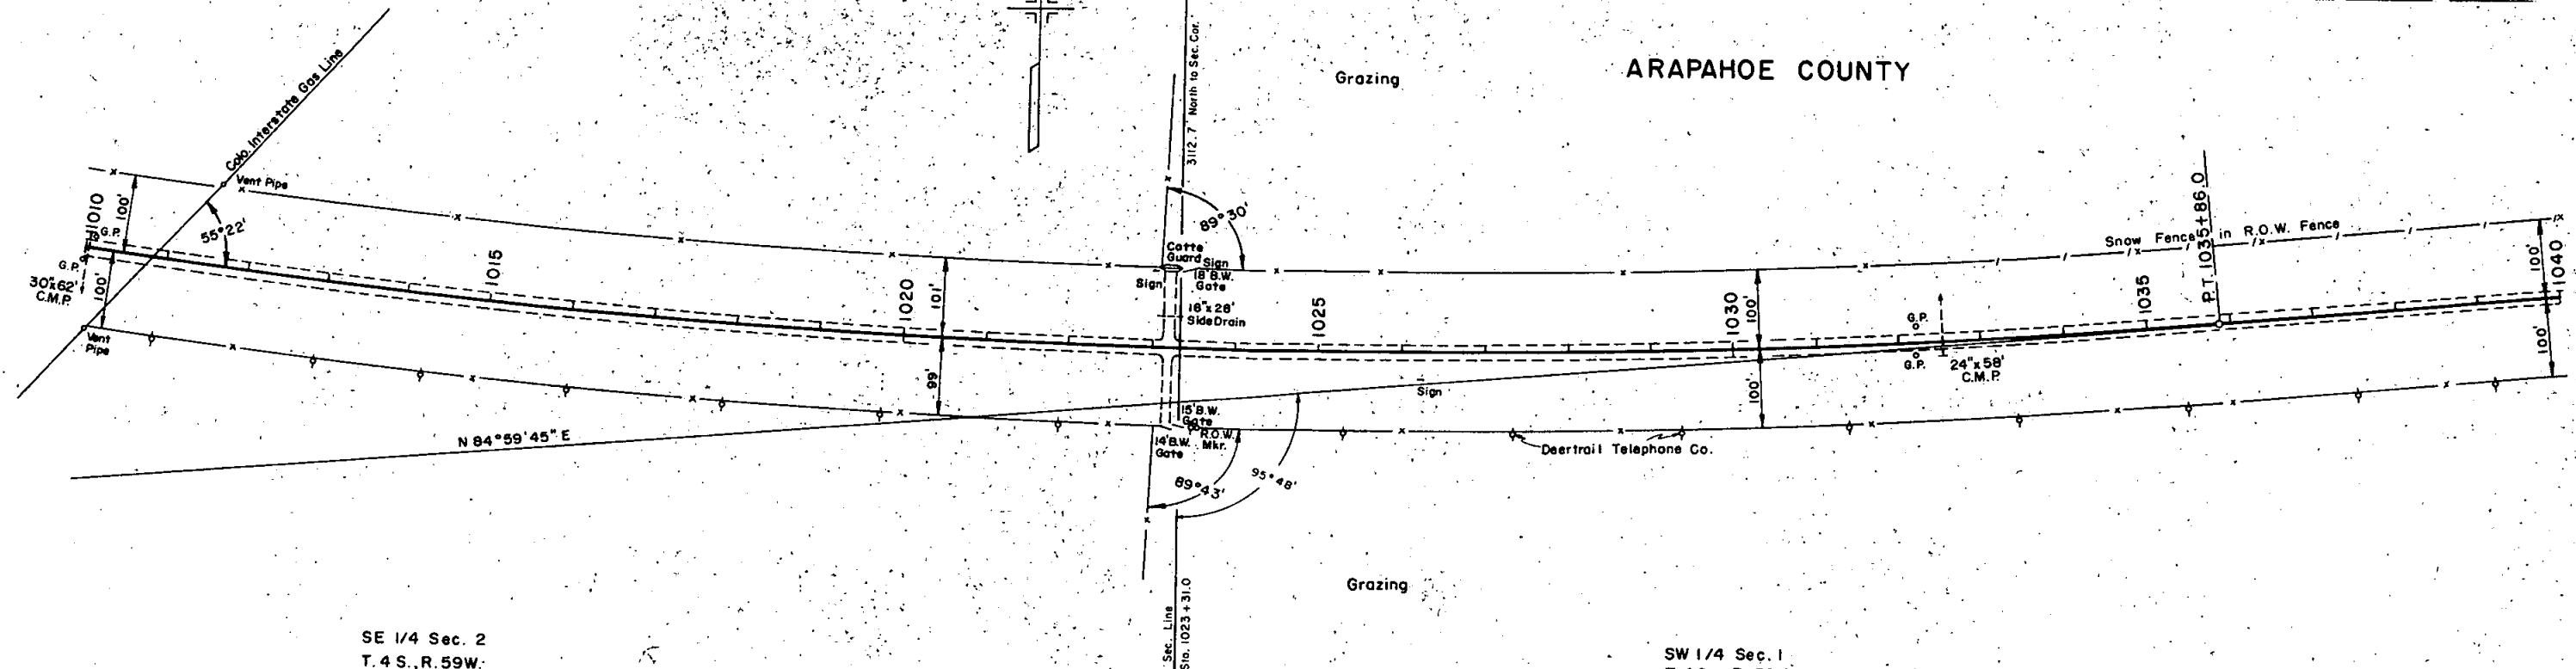 ARAPAHOE COUNTY
Grazing
3112.7' North to Sec. Cor.
Colo. Interstate Gas Line
Vent Pipe
1010
100'
G.P.
55°22'
G.P.
30"x62'
C.M.P.
100'
Vent
Pipe
1015
1020
101'
99'
89°30'
Catte
Guard
Sign
Sign
18' B.W.
Gate
18"x28'
Side Drain
1025
1030
100'
100'
G.P.
G.P.
24"x58'
C.M.P.
1035
P.T. 1035+86.0
Snow Fence in R.O.W. Fence
100'
1040
100'
Sign
N 84°59'45" E
15' B.W.
Gate
R.O.W.
Mkr.
14' B.W.
Gate
89°43'
95°48'
Deertrail Telephone Co.
Grazing
Sec. Line
Sta. 1023+31.0
SE 1/4 Sec. 2
T. 4 S., R. 59W.
SW 1/4 Sec. 1